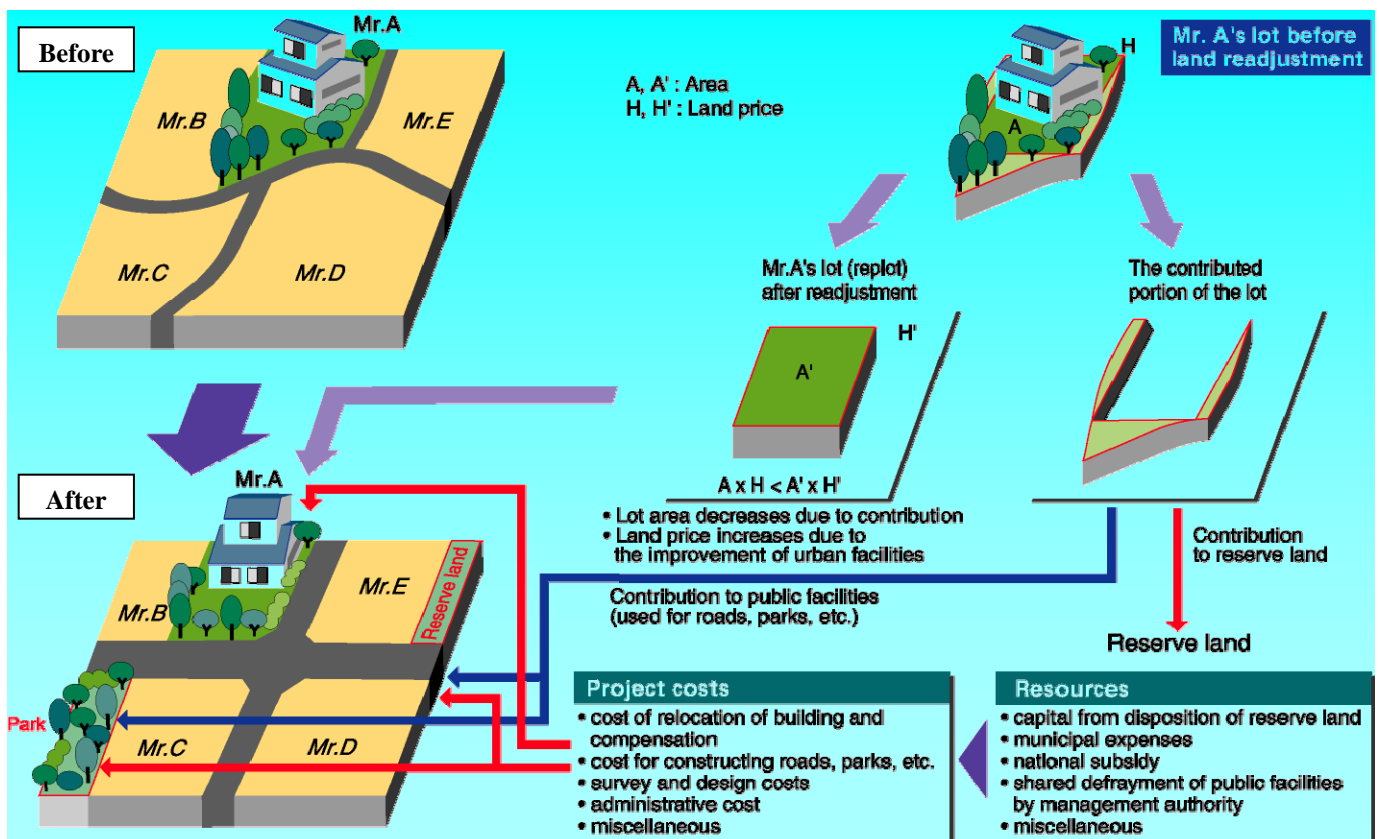 Before
Mr.A
Mr.B
Mr.E
Mr.C
Mr.D
A, A' : Area
H, H' : Land price
H
A
Mr. A's lot before
land readjustment
Mr.A's lot (replot)
after readjustment
H'
A'
A x H < A' x H'
• Lot area decreases due to contribution
• Land price increases due to
the improvement of urban facilities
The contributed
portion of the lot
Contribution
to reserve land
Contribution to public facilities
(used for roads, parks, etc.)
Reserve land
After
Mr.A
Mr.B
Mr.E
Reserve land
Park
Mr.C
Mr.D
Project costs
• cost of relocation of building and
compensation
• cost for constructing roads, parks, etc.
• survey and design costs
• administrative cost
• miscellaneous
Resources
• capital from disposition of reserve land
• municipal expenses
• national subsidy
• shared defrayment of public facilities
by management authority
• miscellaneous